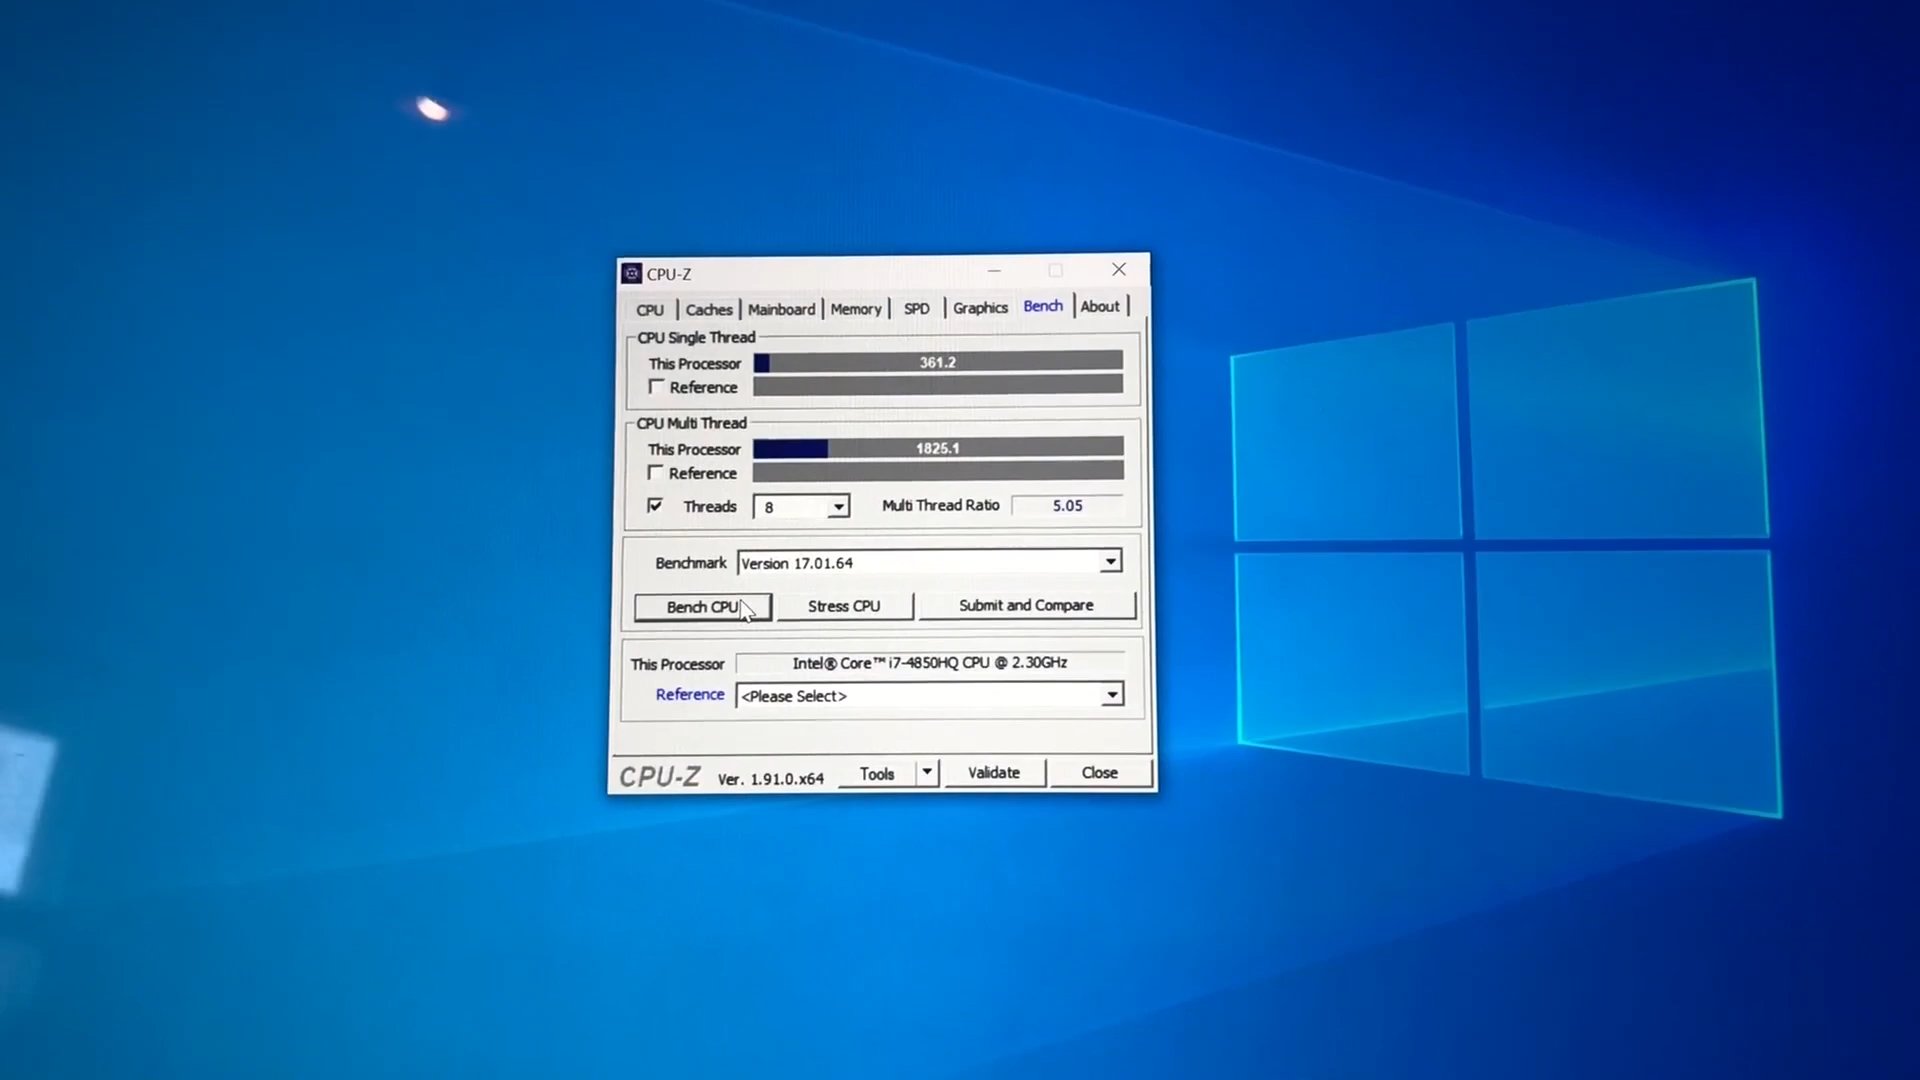 CPU-Z
CPU Caches Mainboard Memory SPD Graphics Bench About
CPU Single Thread
This Processor 361.2
Reference
CPU Multi Thread
This Processor 1825.1
Reference
Threads 8 Multi Thread Ratio 5.05
Benchmark Version 17.01.64
Bench CPU Stress CPU Submit and Compare
This Processor Intel® Core™ i7-4850HQ CPU @ 2.30GHz
Reference <Please Select>
CPU-Z Ver. 1.91.0.x64 Tools Validate Close